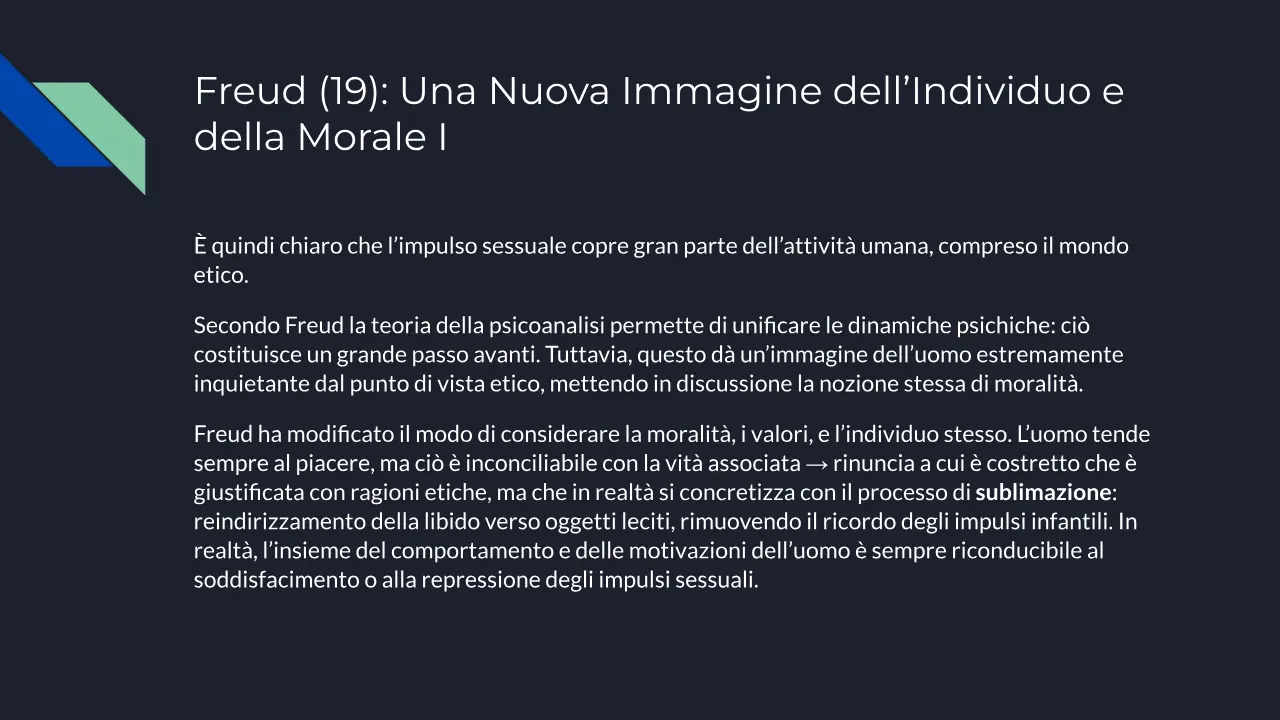 Freud (19): Una Nuova Immagine dell’Individuo e
della Morale I
È quindi chiaro che l’impulso sessuale copre gran parte dell’attività umana, compreso il mondo
etico.
Secondo Freud la teoria della psicoanalisi permette di unificare le dinamiche psichiche: ciò
costituisce un grande passo avanti. Tuttavia, questo dà un’immagine dell’uomo estremamente
inquietante dal punto di vista etico, mettendo in discussione la nozione stessa di moralità.
Freud ha modificato il modo di considerare la moralità, i valori, e l’individuo stesso. L’uomo tende
sempre al piacere, ma ciò è inconciliabile con la vità associata → rinuncia a cui è costretto che è
giustificata con ragioni etiche, ma che in realtà si concretizza con il processo di sublimazione:
reindirizzamento della libido verso oggetti leciti, rimuovendo il ricordo degli impulsi infantili. In
realtà, l’insieme del comportamento e delle motivazioni dell’uomo è sempre riconducibile al
soddisfacimento o alla repressione degli impulsi sessuali.